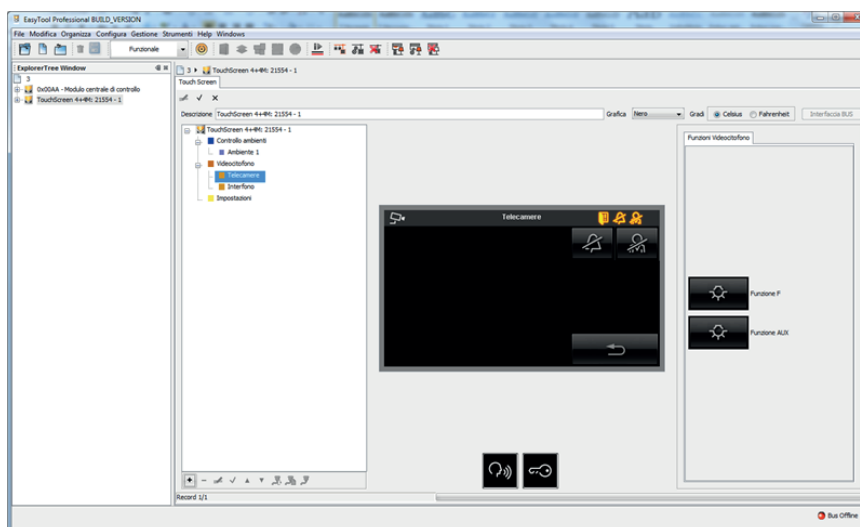 EasyTool Professional BUILD_VERSION
File Modifica Organizza Configura Gestione Strumenti Help Windows
Funzionale
ExplorerTree Window
3
0x00AA - Modulo centrale di controllo
TouchScreen 4++4M: 21554 - 1
3 TouchScreen 4++4M: 21554 - 1
Touch Screen
Descrizione TouchScreen 4++4M: 21554 - 1 Grafica Nero Gradi Celsius Fahrenheit Interfaccia BUS
TouchScreen 4++4M: 21554 - 1
Controllo ambienti
Ambiente 1
Videocitofono
Telecamere
Interfono
Impostazioni
Telecamere
Funzioni Videocitofono
Funzione F
Funzione AUX
Record 1/1
Bus Offline